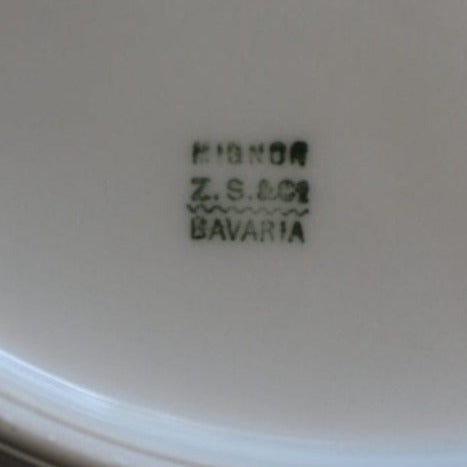 MIGNON
Z. S. & Co
BAVARIA